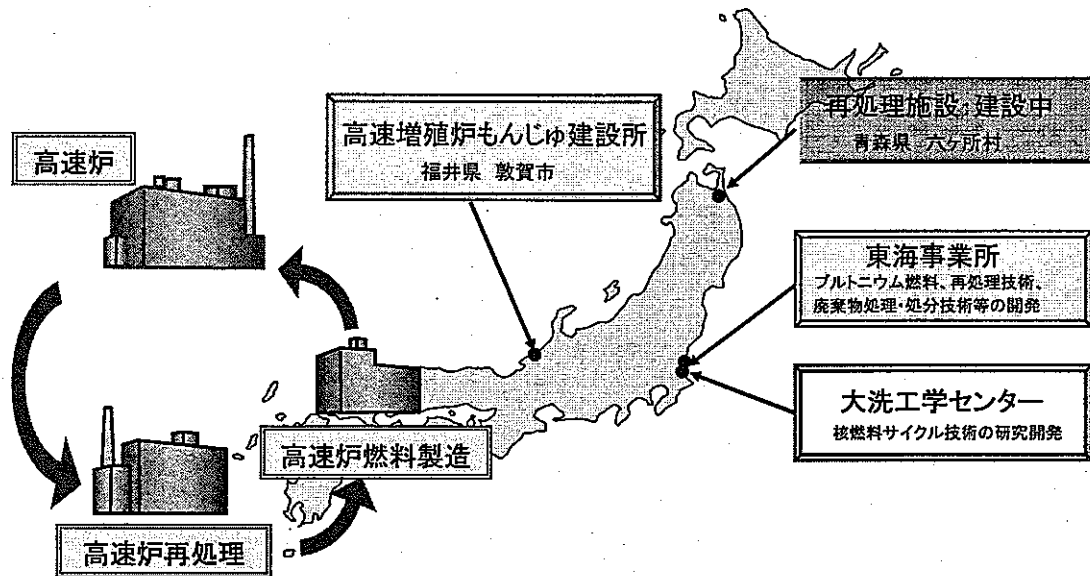 高速炉
高速増殖炉もんじゅ建設所
福井県 敦賀市
再処理施設:建設中
青森県 六ケ所村
東海事業所
プルトニウム燃料、再処理技術、
廃棄物処理・処分技術等の開発
大洗工学センター
核燃料サイクル技術の研究開発
高速炉燃料製造
高速炉再処理